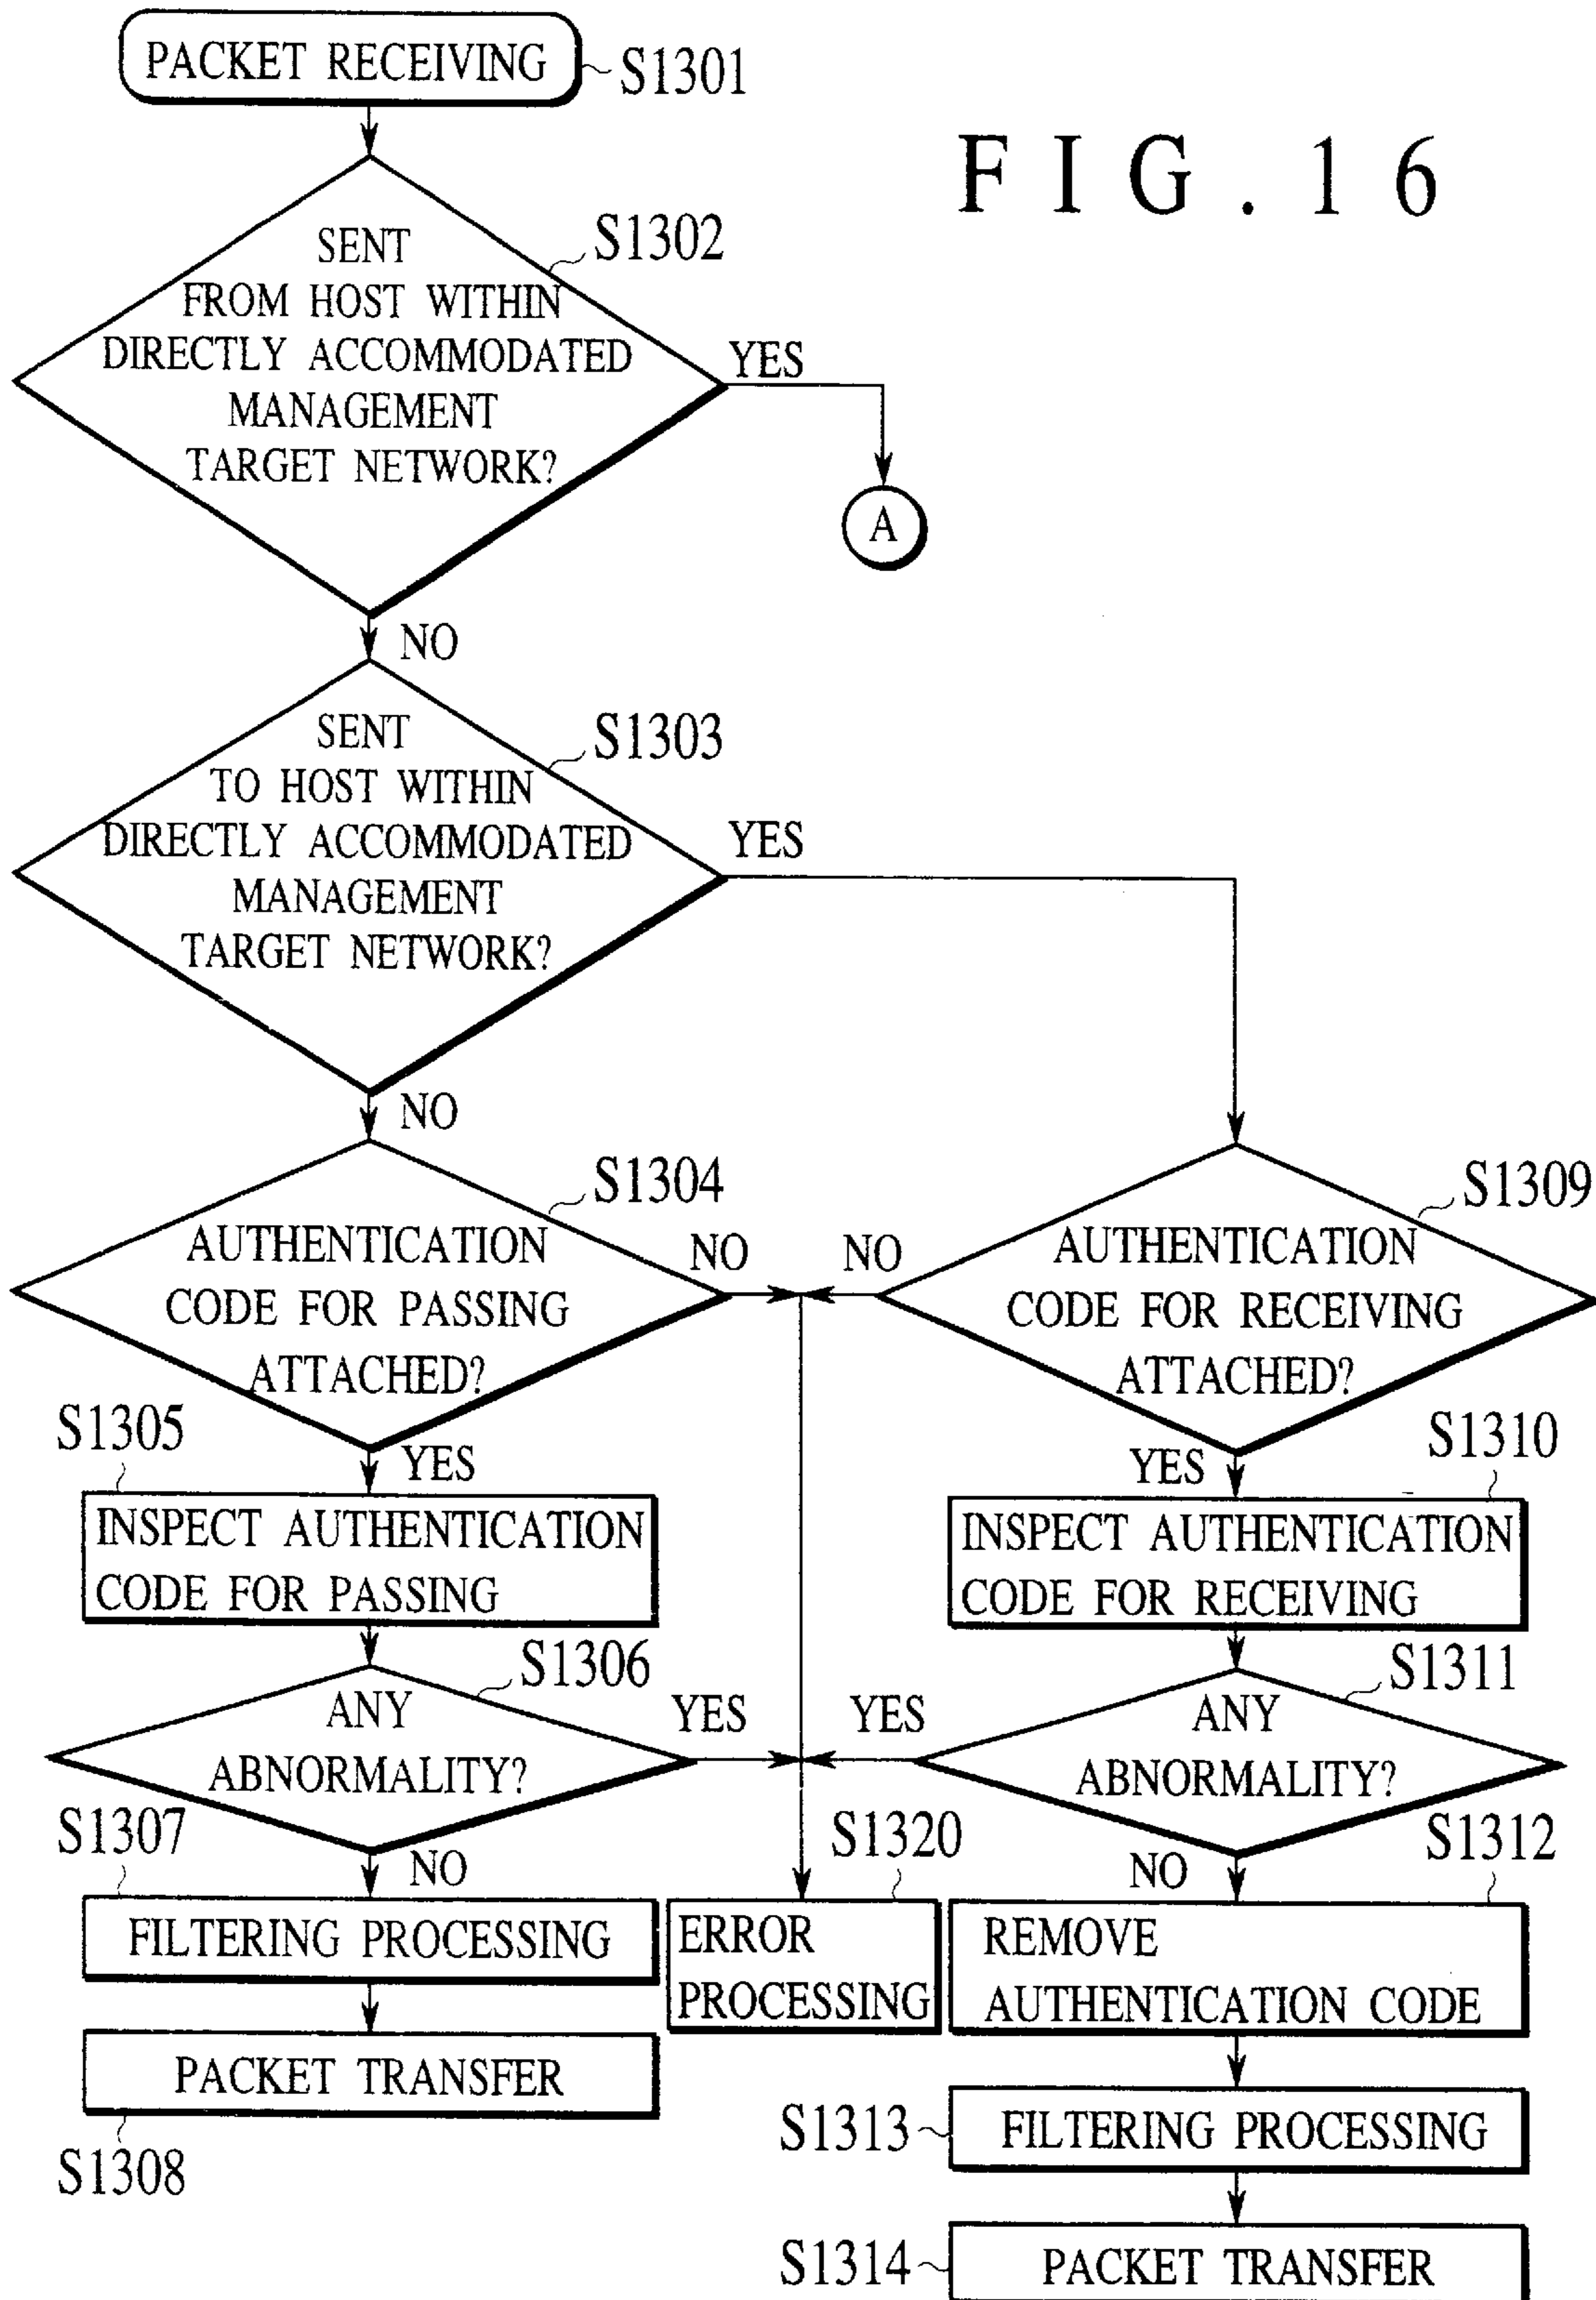 PACKET RECEIVING
S1301
F I G . 1 6
S1302
SENT
FROM HOST WITHIN
DIRECTLY ACCOMMODATED
MANAGEMENT
TARGET NETWORK?
YES
A
NO
S1303
SENT
TO HOST WITHIN
DIRECTLY ACCOMMODATED
MANAGEMENT
TARGET NETWORK?
YES
NO
S1304
AUTHENTICATION
CODE FOR PASSING
ATTACHED?
NO
NO
S1309
AUTHENTICATION
CODE FOR RECEIVING
ATTACHED?
S1305
YES
INSPECT AUTHENTICATION
CODE FOR PASSING
YES
S1310
INSPECT AUTHENTICATION
CODE FOR RECEIVING
S1306
ANY
ABNORMALITY?
YES
YES
S1311
ANY
ABNORMALITY?
S1307
NO
FILTERING PROCESSING
S1320
ERROR
PROCESSING
NO
S1312
REMOVE
AUTHENTICATION CODE
PACKET TRANSFER
S1308
S1313
FILTERING PROCESSING
S1314
PACKET TRANSFER